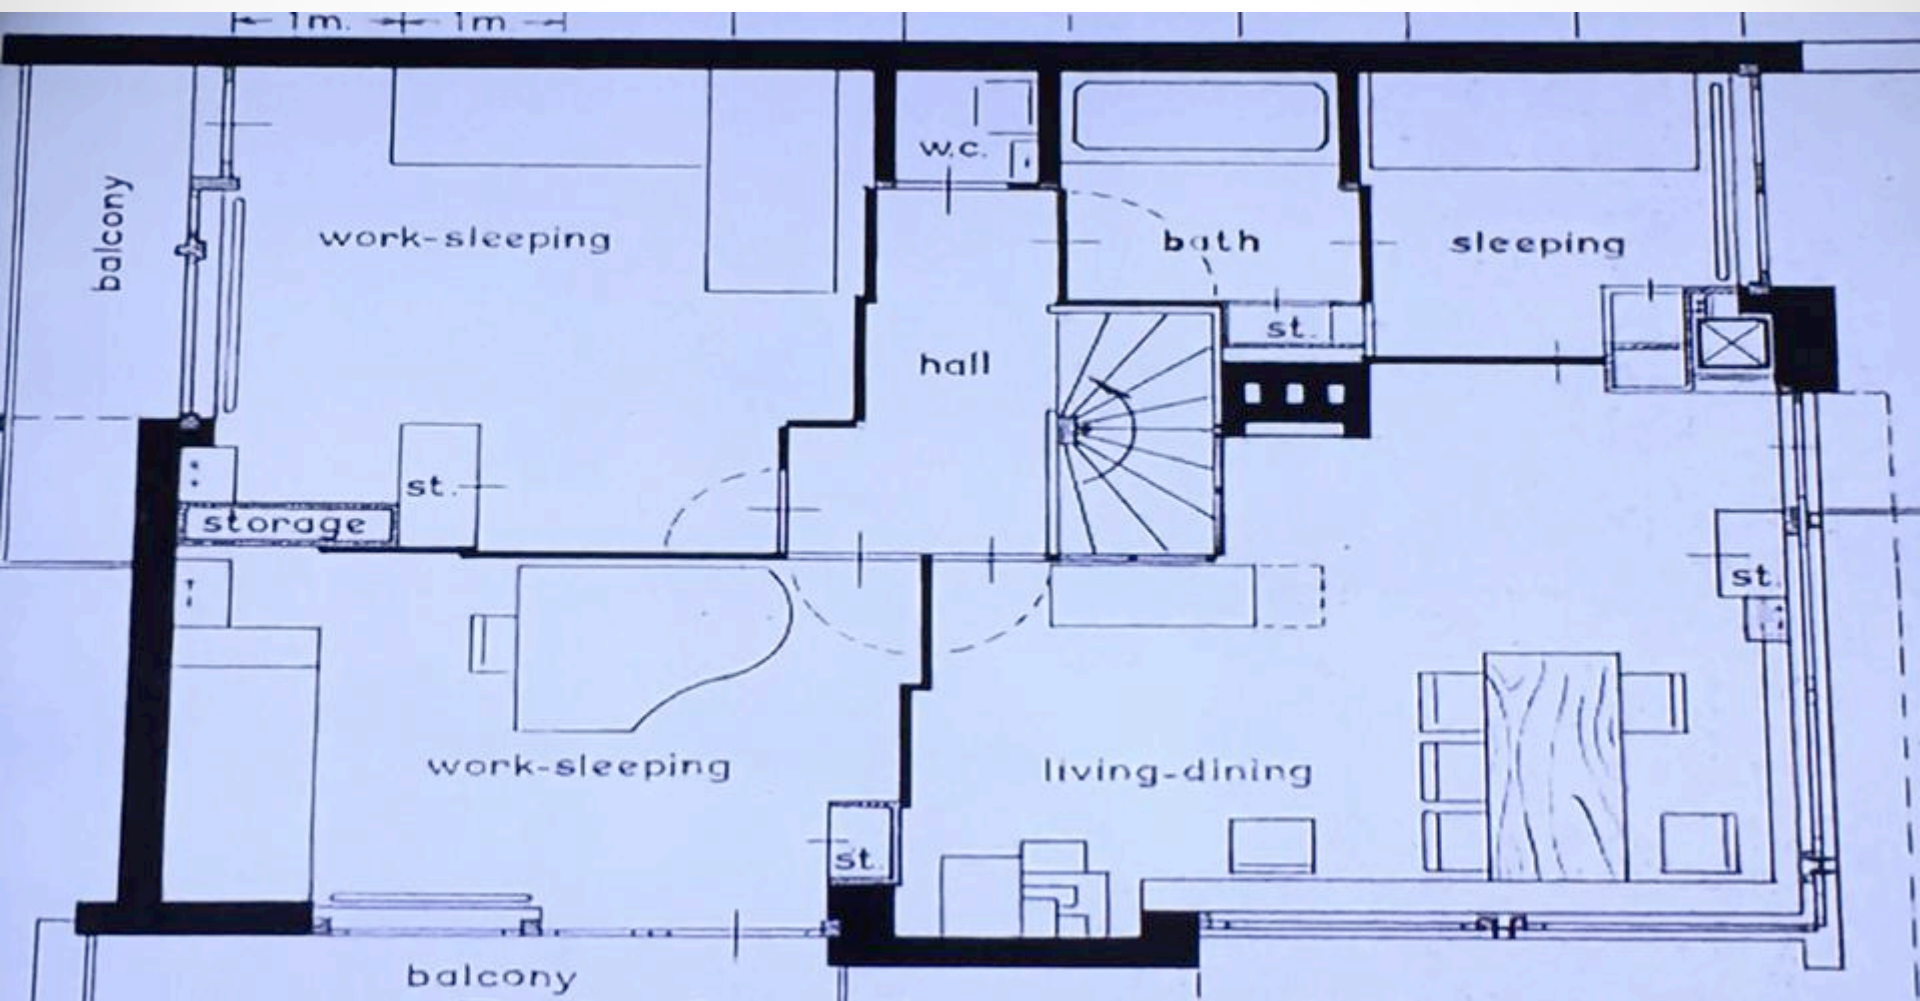 1m. 1m
balcony
w.c.
work-sleeping
bath
sleeping
st.
hall
st.
storage
st.
work-sleeping
living-dining
st.
balcony